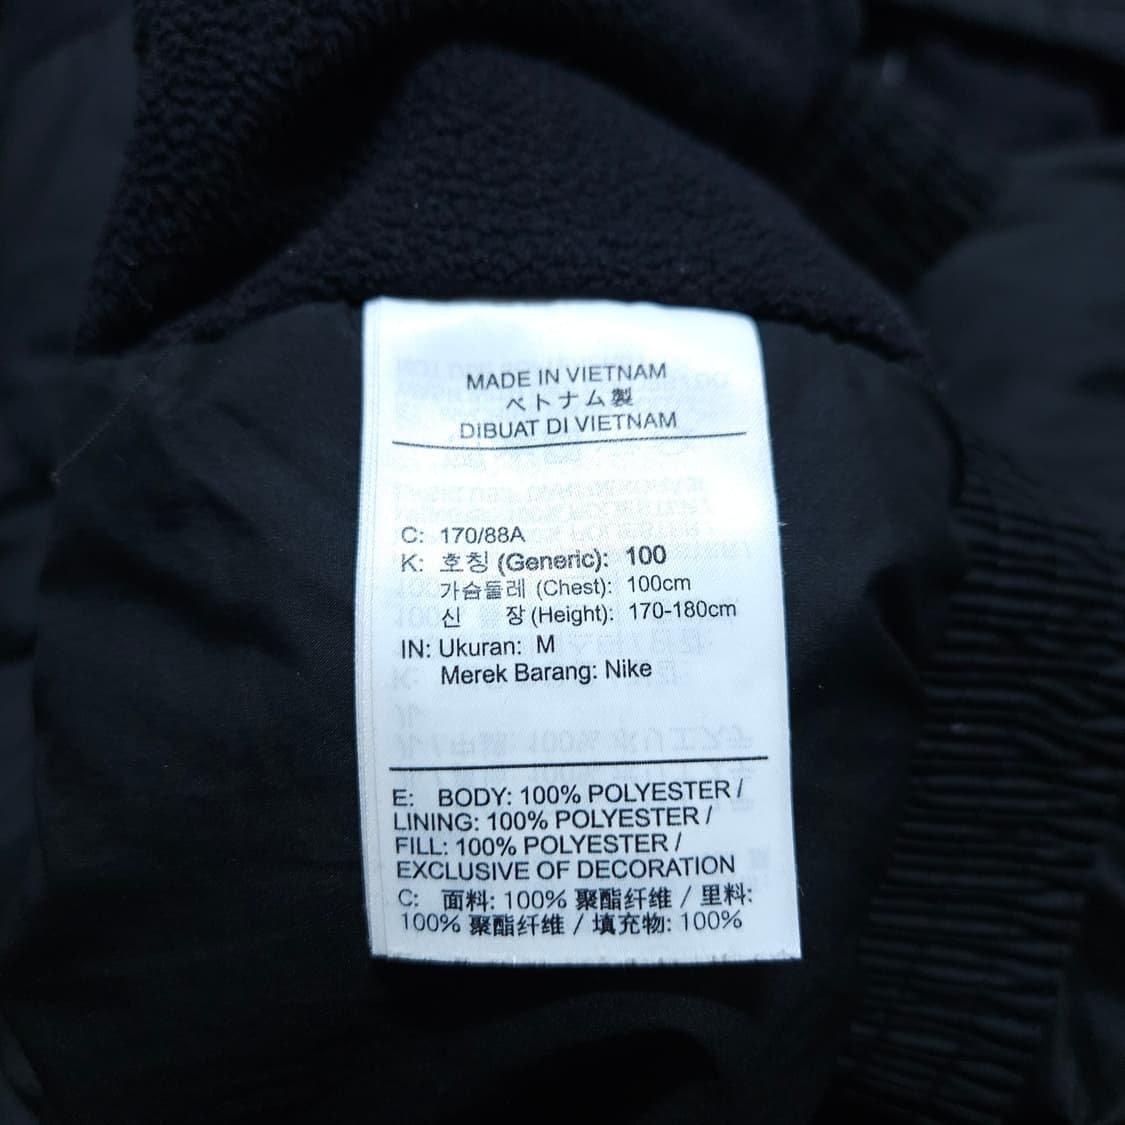 MADE IN VIETNAM
ベトナム製
DIBUAT DI VIETNAM
C: 170/88A
K: 호칭 (Generic): 100
가슴둘레 (Chest): 100cm
신 장 (Height): 170-180cm
IN: Ukuran: M
Merek Barang: Nike
E: BODY: 100% POLYESTER /
LINING: 100% POLYESTER /
FILL: 100% POLYESTER /
EXCLUSIVE OF DECORATION
C: 面料: 100% 聚酯纤维 / 里料:
100% 聚酯纤维 / 填充物: 100%